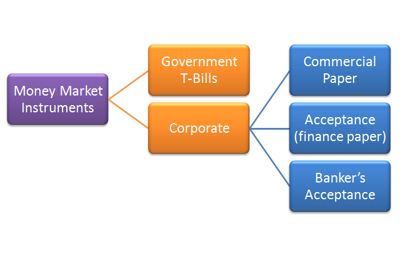 Money Market
Instruments
Government
T-Bills
Corporate
Commercial
Paper
Acceptance
(finance paper)
Banker's
Acceptance